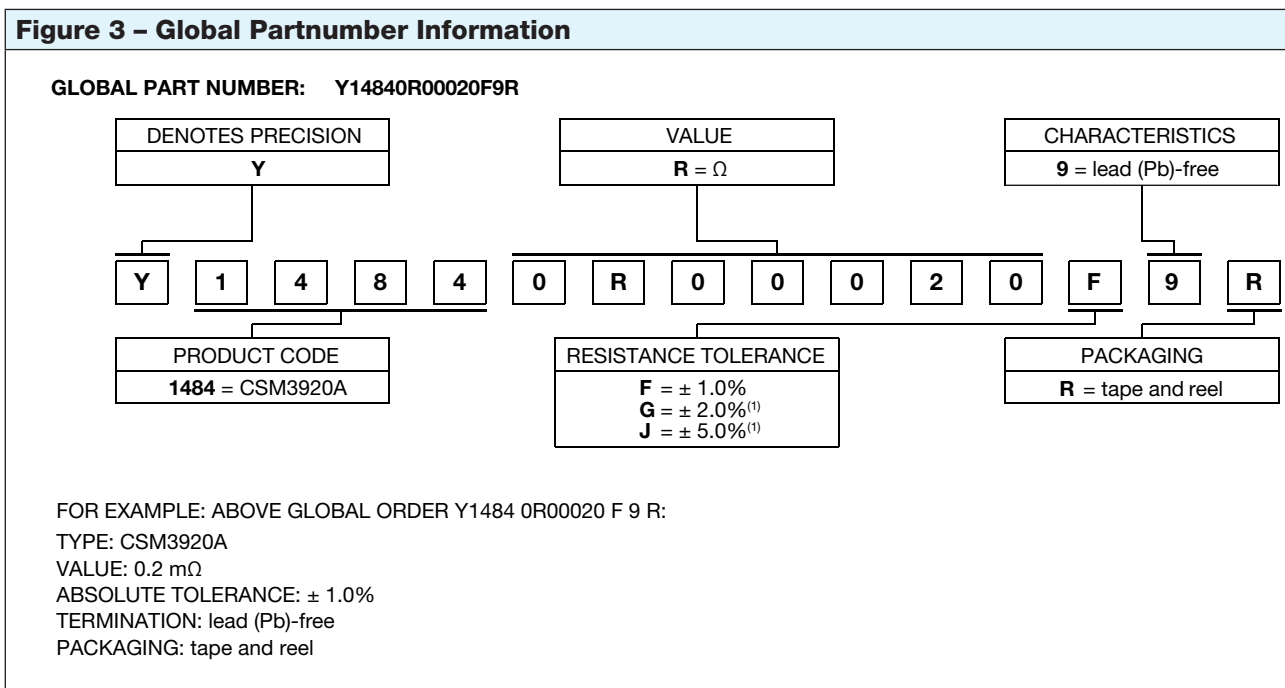 Figure 3 – Global Partnumber Information
GLOBAL PART NUMBER: Y14840R00020F9R
DENOTES PRECISION
Y
VALUE
R = Ω
CHARACTERISTICS
9 = lead (Pb)-free
Y 1 4 8 4 0 R 0 0 0 2 0 F 9 R
PRODUCT CODE
1484 = CSM3920A
RESISTANCE TOLERANCE
F = ± 1.0%
G = ± 2.0%(1)
J = ± 5.0%(1)
PACKAGING
R = tape and reel
FOR EXAMPLE: ABOVE GLOBAL ORDER Y1484 0R00020 F 9 R:
TYPE: CSM3920A
VALUE: 0.2 mΩ
ABSOLUTE TOLERANCE: ± 1.0%
TERMINATION: lead (Pb)-free
PACKAGING: tape and reel